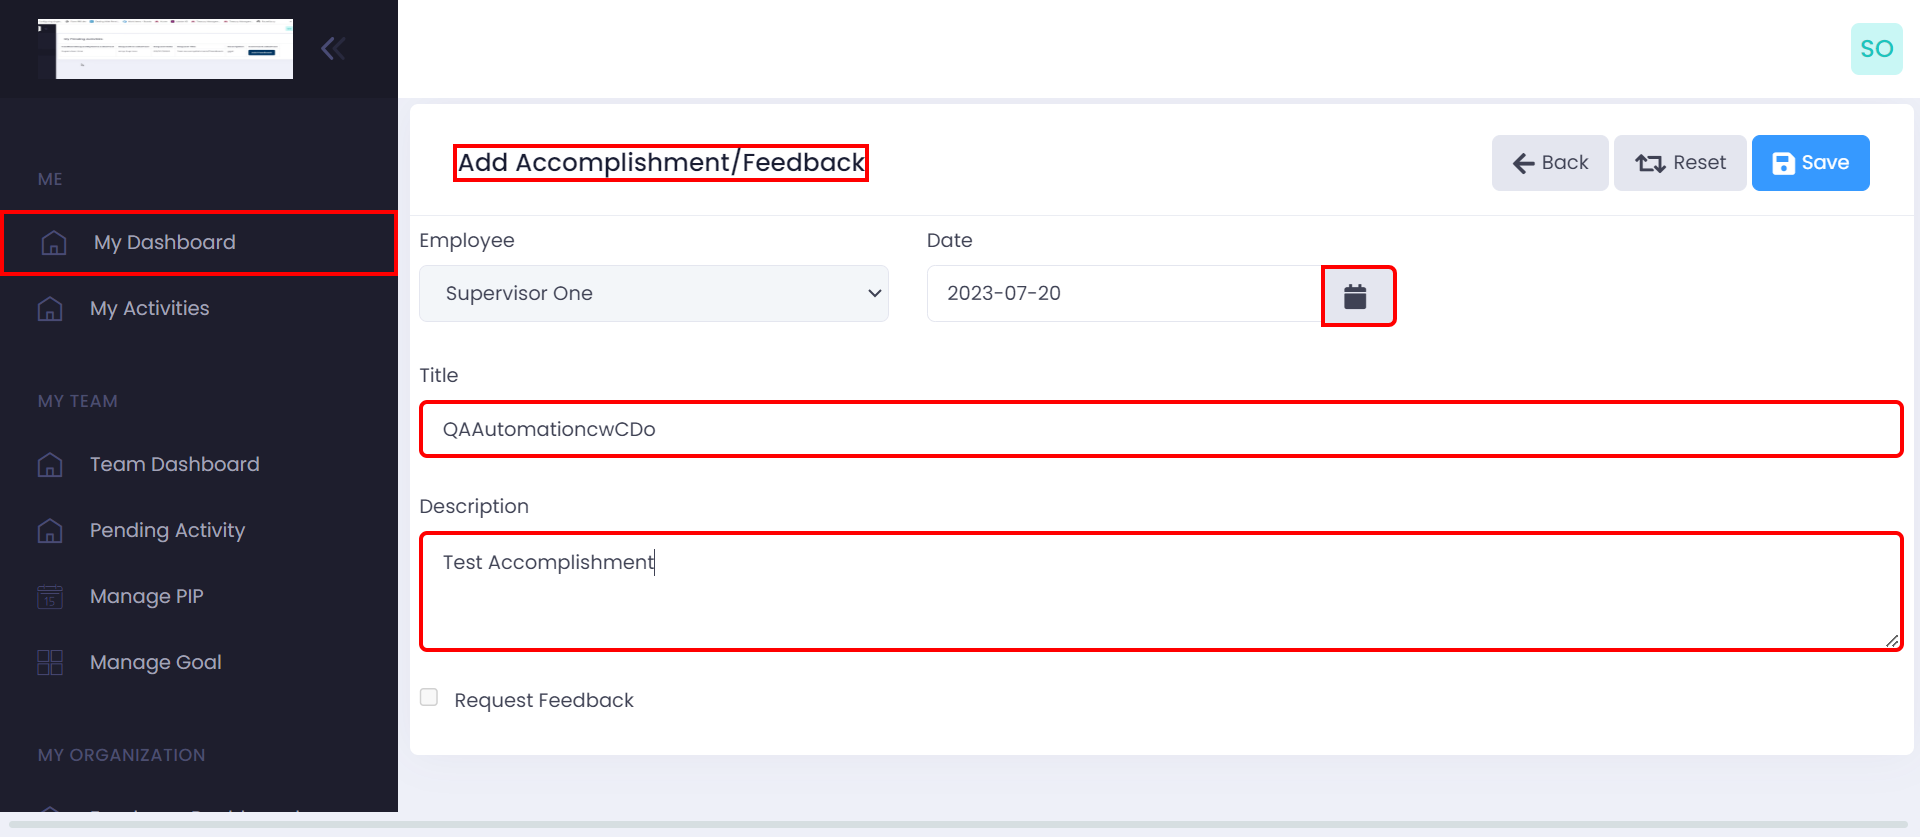 SO
ME
My Dashboard
My Activities
MY TEAM
Team Dashboard
Pending Activity
15
Manage PIP
Manage Goal
MY ORGANIZATION
Add Accomplishment/Feedback
Back
Reset
Save
Employee
Date
Supervisor One
2023-07-20
Title
QAAutomationcwCDo
Description
Test Accomplishment
Request Feedback